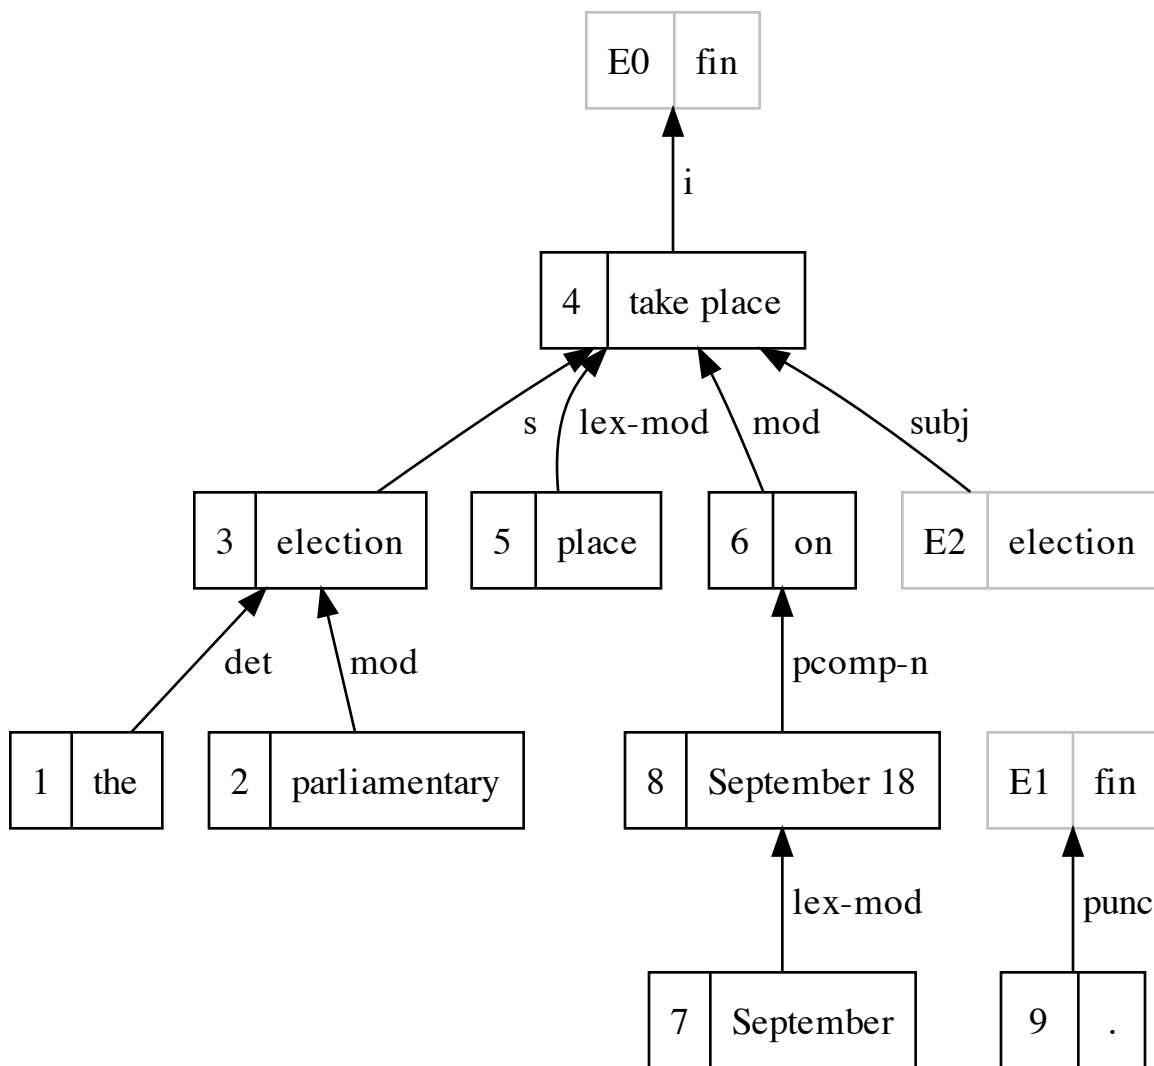 E0 fin
i
4 take place
s lex-mod mod subj
3 election 5 place 6 on E2 election
det mod pcomp-n
1 the 2 parliamentary 8 September 18 E1 fin
lex-mod punc
7 September 9 .